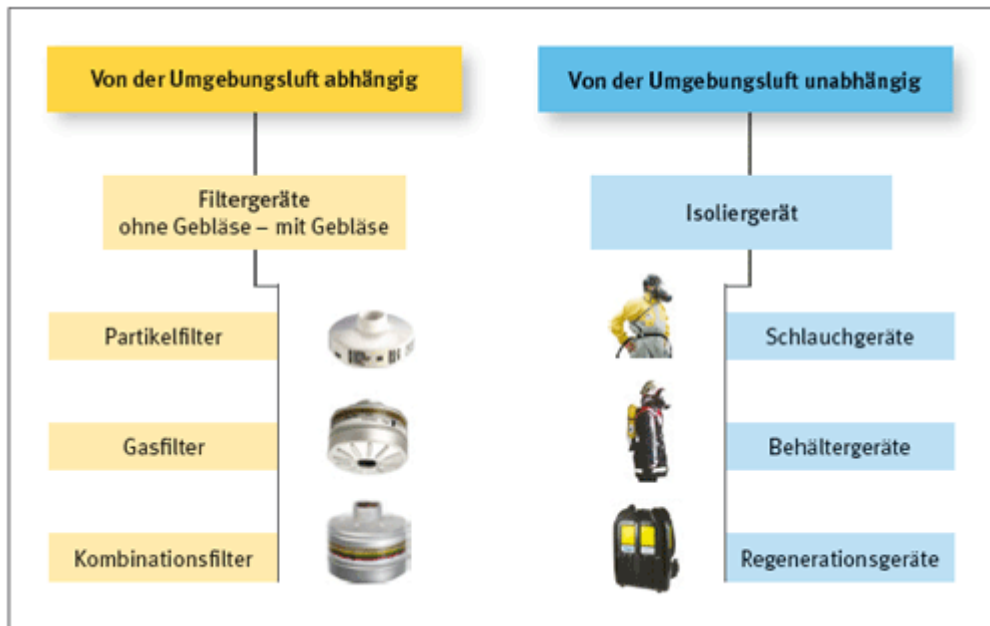 Von der Umgebungsluft abhängig
Filtergeräte
ohne Gebläse – mit Gebläse
Partikelfilter
Gasfilter
Kombinationsfilter
Von der Umgebungsluft unabhängig
Isoliergerät
Schlauchgeräte
Behältergeräte
Regenerationsgeräte